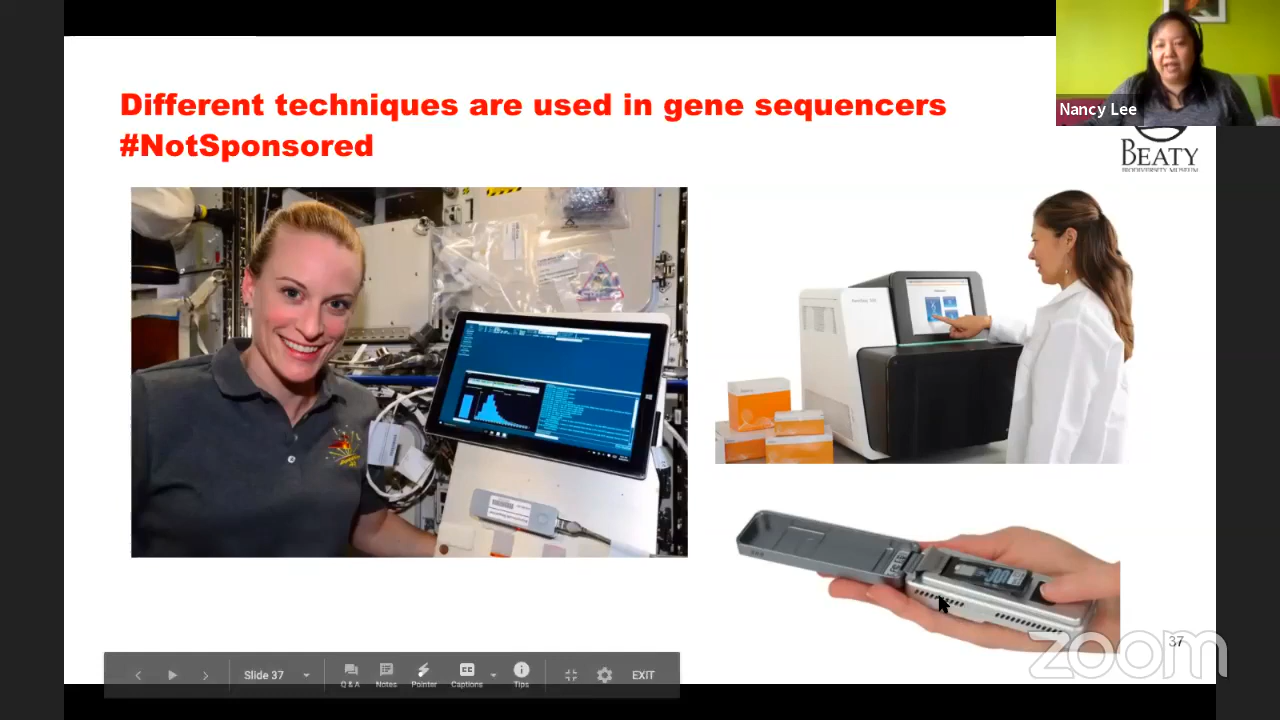 Different techniques are used in gene sequencers
#NotSponsored
Nancy Lee
BEATY
BIODIVERSITY MUSEUM
37
zoom
Slide 37
Q & A
Notes
Pointer
Captions
Tips
EXIT